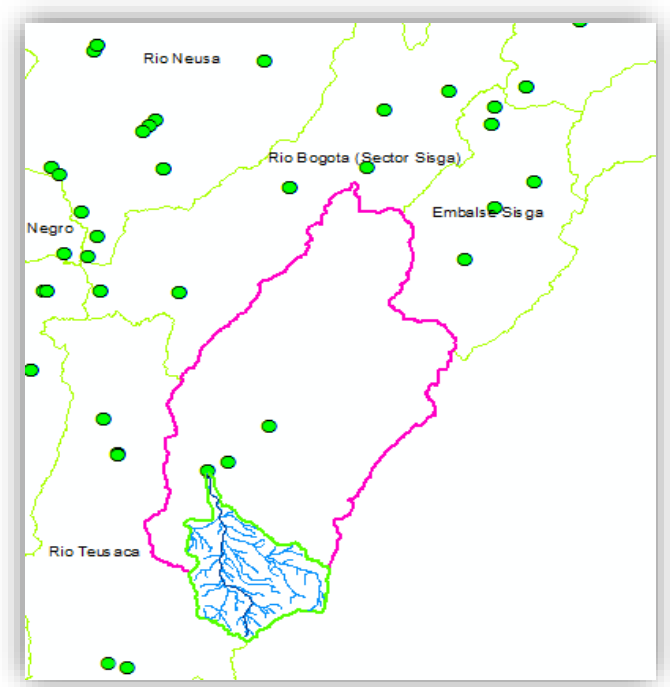 Rio Neusa
Rio Bogota (Sector Sisga)
Embalse Sisga
Negro
Rio Teusaca